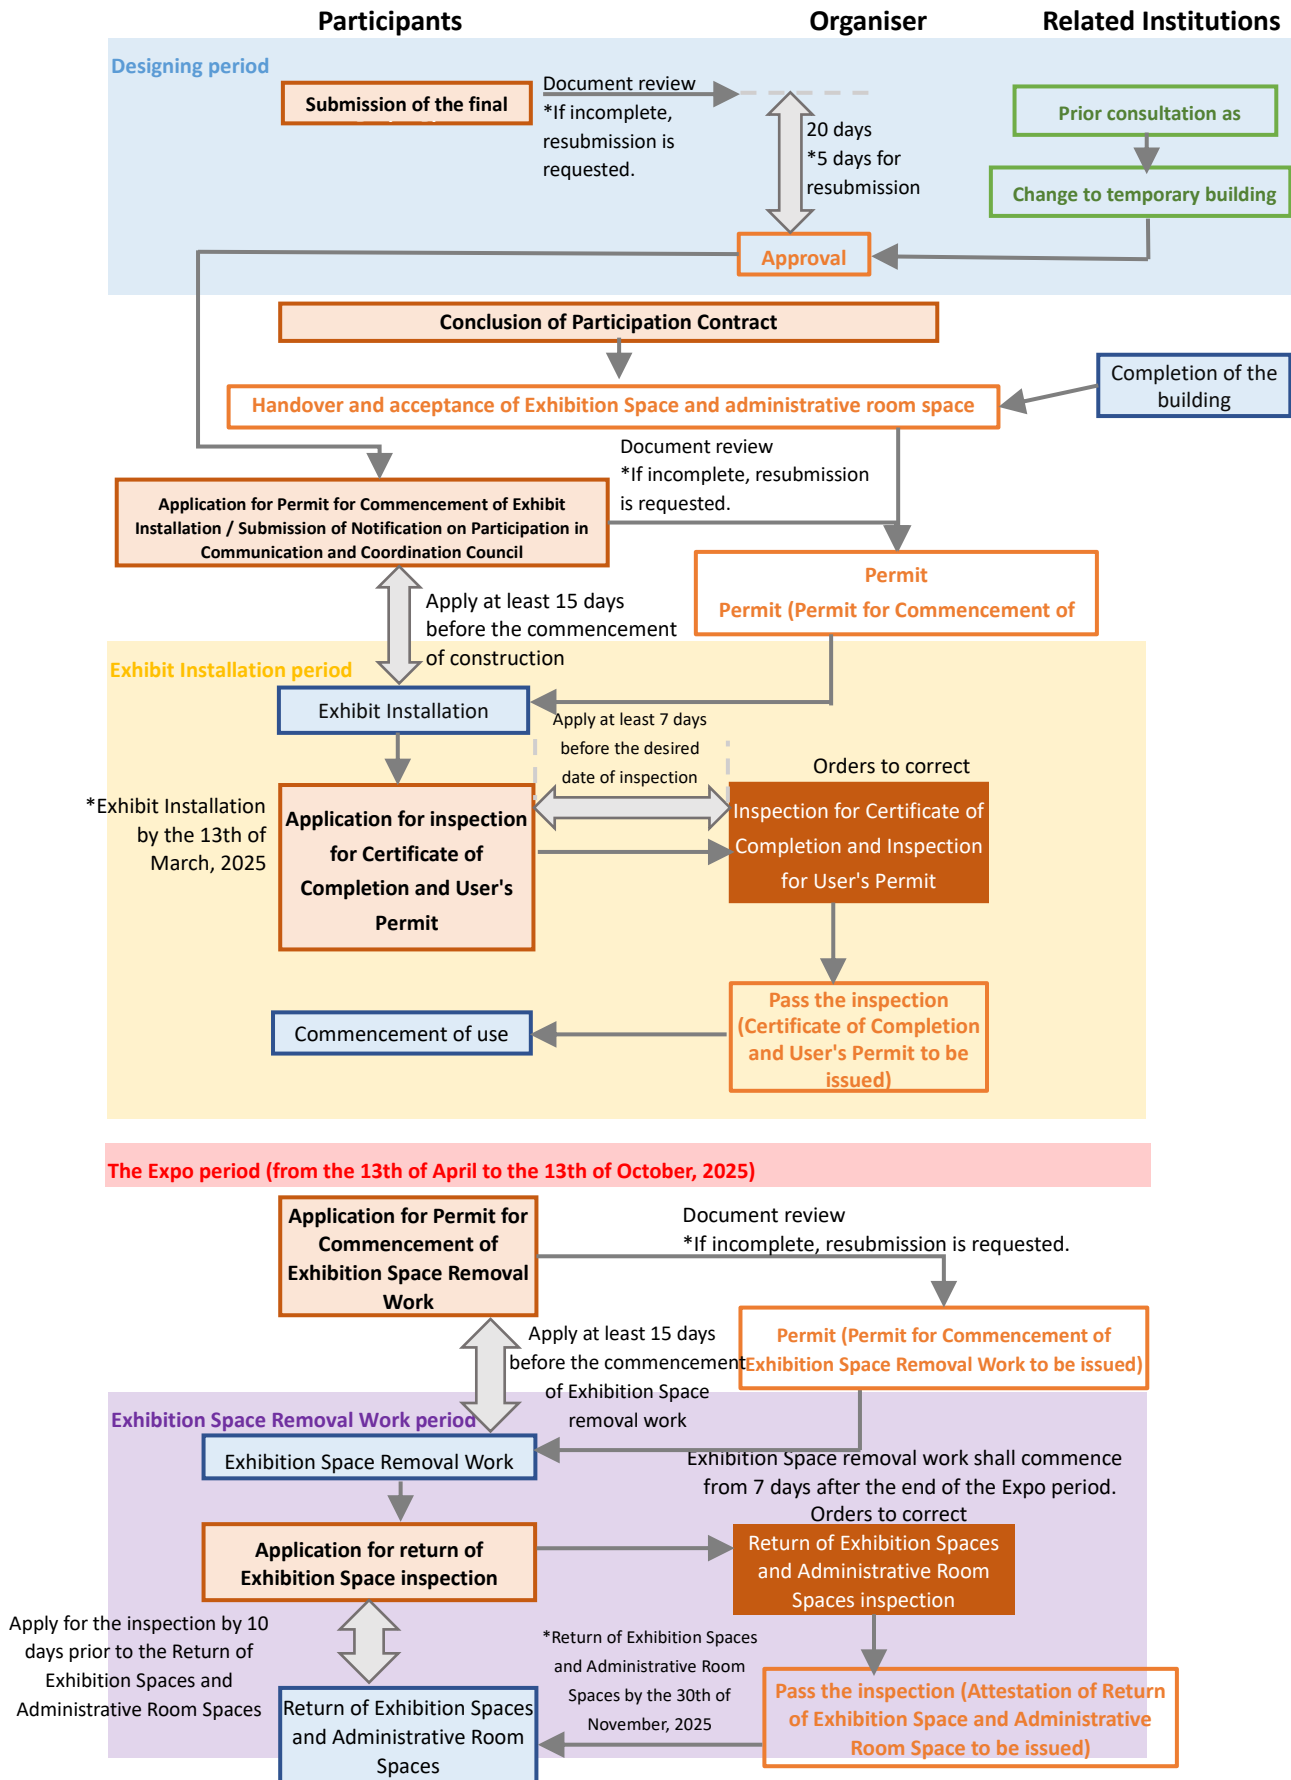 Participants
Organiser
Related Institutions
Designing period
Submission of the final
Document review
*If incomplete,
resubmission is
requested.
20 days
*5 days for
resubmission
Prior consultation as
Change to temporary building
Approval
Conclusion of Participation Contract
Completion of the
building
Handover and acceptance of Exhibition Space and administrative room space
Document review
*If incomplete, resubmission
is requested.
Application for Permit for Commencement of Exhibit
Installation / Submission of Notification on Participation in
Communication and Coordination Council
Permit
Permit (Permit for Commencement of
Apply at least 15 days
before the commencement
of construction
Exhibit Installation period
Exhibit Installation
Apply at least 7 days
before the desired
date of inspection
Orders to correct
*Exhibit Installation
by the 13th of
March, 2025
Application for inspection
for Certificate of
Completion and User's
Permit
Inspection for Certificate of
Completion and Inspection
for User's Permit
Pass the inspection
(Certificate of Completion
and User's Permit to be
issued)
Commencement of use
The Expo period (from the 13th of April to the 13th of October, 2025)
Application for Permit for
Commencement of
Exhibition Space Removal
Work
Document review
*If incomplete, resubmission is requested.
Permit (Permit for Commencement of
Exhibition Space Removal Work to be issued)
Apply at least 15 days
before the commencement
of Exhibition Space
removal work
Exhibition Space Removal Work period
Exhibition Space Removal Work
Exhibition Space removal work shall commence
from 7 days after the end of the Expo period.
Orders to correct
Application for return of
Exhibition Space inspection
Return of Exhibition Spaces
and Administrative Room
Spaces inspection
Apply for the inspection by 10
days prior to the Return of
Exhibition Spaces and
Administrative Room Spaces
*Return of Exhibition Spaces
and Administrative Room
Spaces by the 30th of
November, 2025
Pass the inspection (Attestation of Return
of Exhibition Space and Administrative
Room Space to be issued)
Return of Exhibition Spaces
and Administrative Room
Spaces